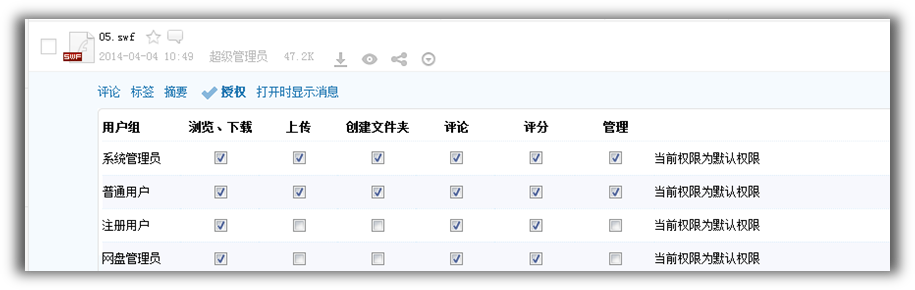 05.swf
SWF
2014-04-04 10:49 超级管理员 47.2K
评论 标签 摘要 授权 打开时显示消息
用户组 浏览、下载 上传 创建文件夹 评论 评分 管理
系统管理员 当前权限为默认权限
普通用户 当前权限为默认权限
注册用户 当前权限为默认权限
网盘管理员 当前权限为默认权限